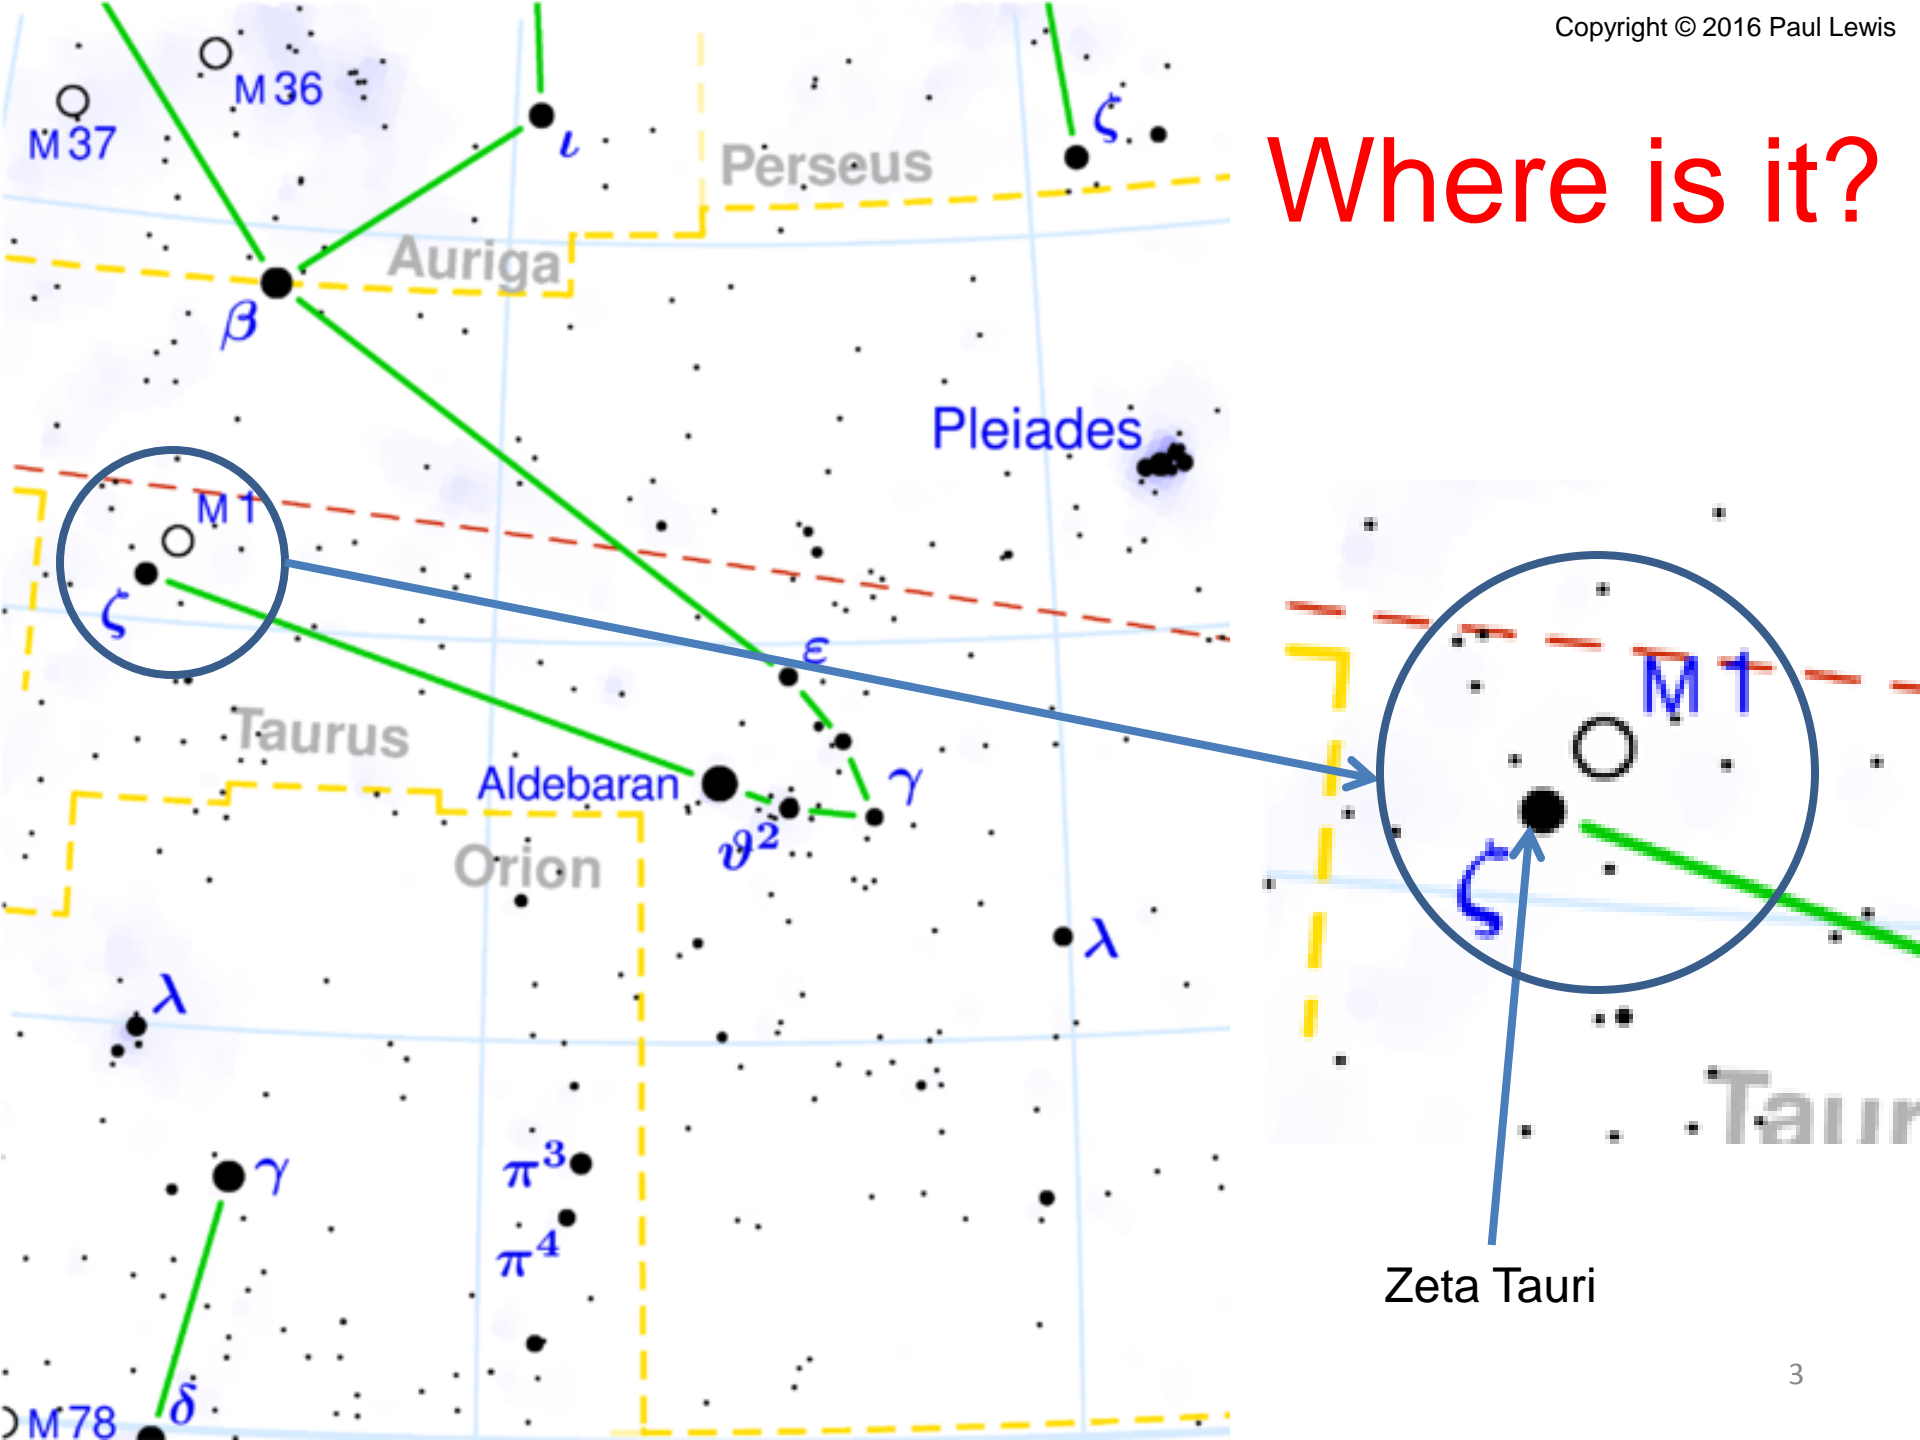 Copyright © 2016 Paul Lewis
Where is it?
M 36
M 37
ι
ζ
Perseus
Auriga
β
Pleiades
M 1
ζ
ε
Taurus
Aldebaran
γ
ϑ2
Orion
λ
λ
γ
π3
π4
δ
M 78
M 1
ζ
Taur
Zeta Tauri
3